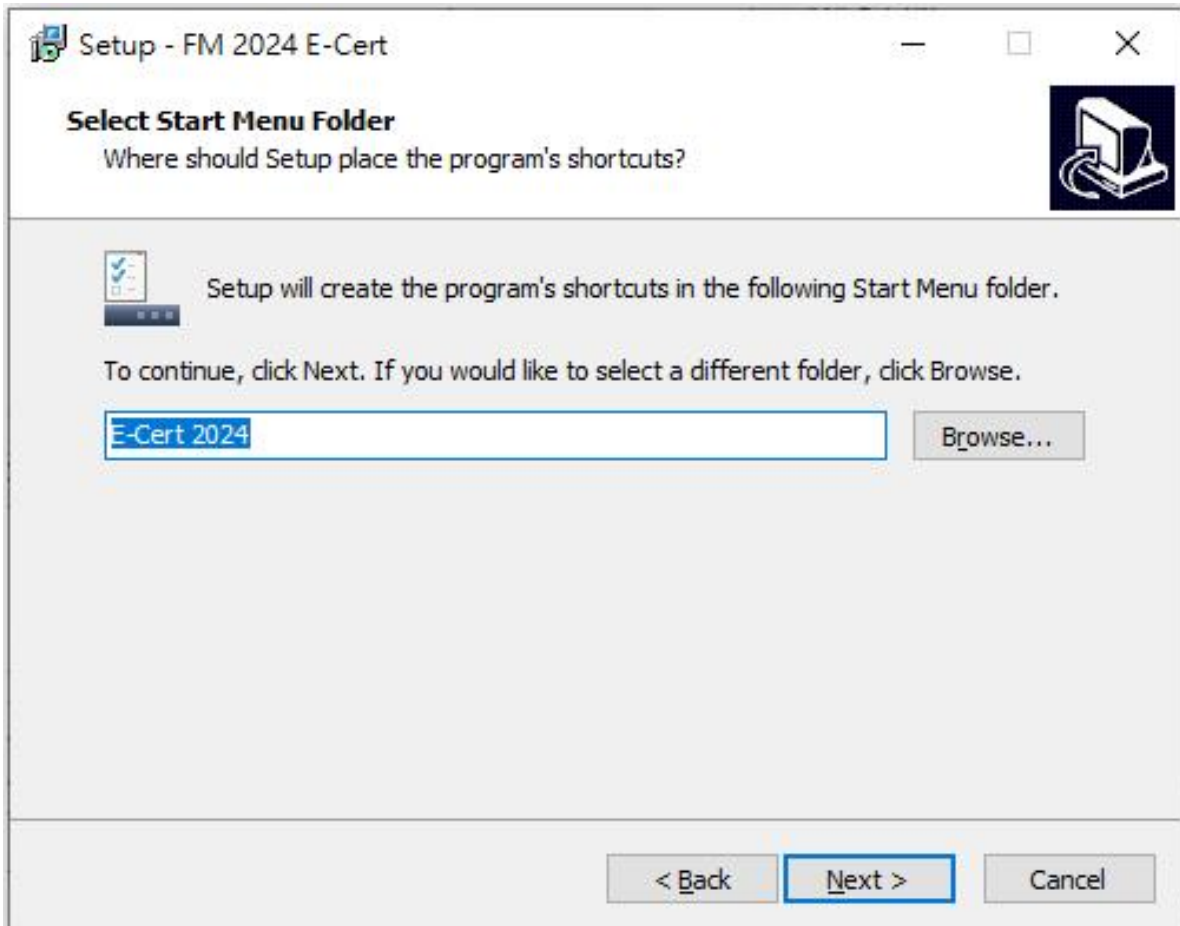 Setup - FM 2024 E-Cert
Select Start Menu Folder
Where should Setup place the program's shortcuts?
Setup will create the program's shortcuts in the following Start Menu folder.
To continue, click Next. If you would like to select a different folder, click Browse.
E-Cert 2024
Browse...
< Back
Next >
Cancel